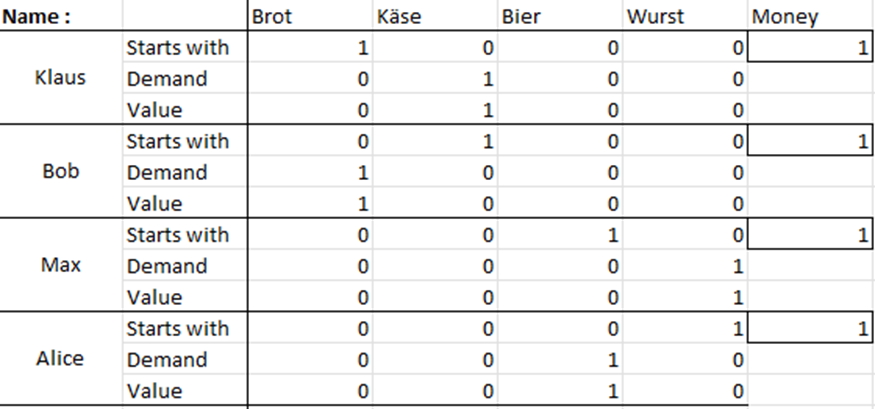 Name : Brot Käse Bier Wurst Money
Starts with 1 0 0 0 1
Klaus Demand 0 1 0 0
Value 0 1 0 0
Starts with 0 1 0 0 1
Bob Demand 1 0 0 0
Value 1 0 0 0
Starts with 0 0 1 0 1
Max Demand 0 0 0 1
Value 0 0 0 1
Starts with 0 0 0 1 1
Alice Demand 0 0 1 0
Value 0 0 1 0